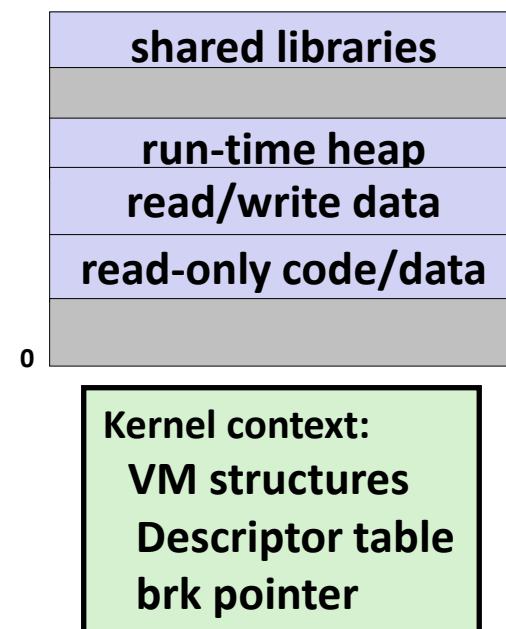 shared libraries
run-time heap
read/write data
read-only code/data
0
Kernel context:
VM structures
Descriptor table
brk pointer